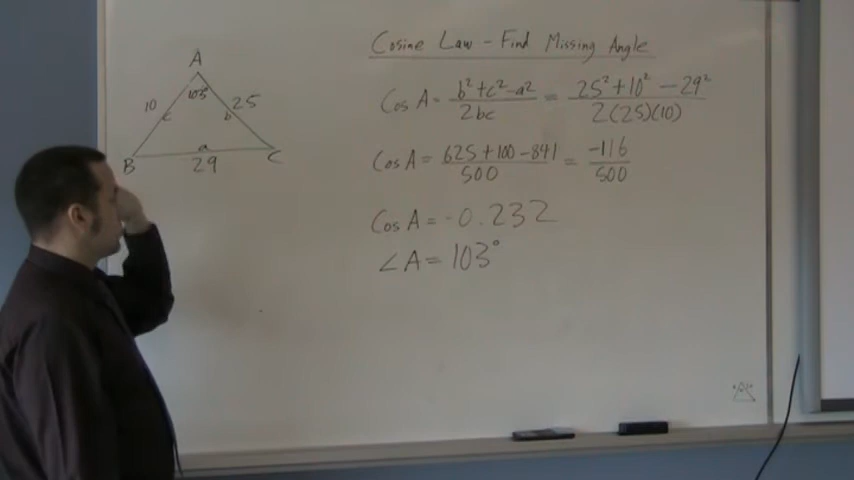 Cosine Law - Find Missing Angle
A
103°
10
c
25
b
a
B
29
C
Cos A = b²+c²-a² / 2bc = 25²+10²-29² / 2(25)(10)
Cos A = 625+100-841 / 500 = -116 / 500
Cos A = -0.232
∠A = 103°